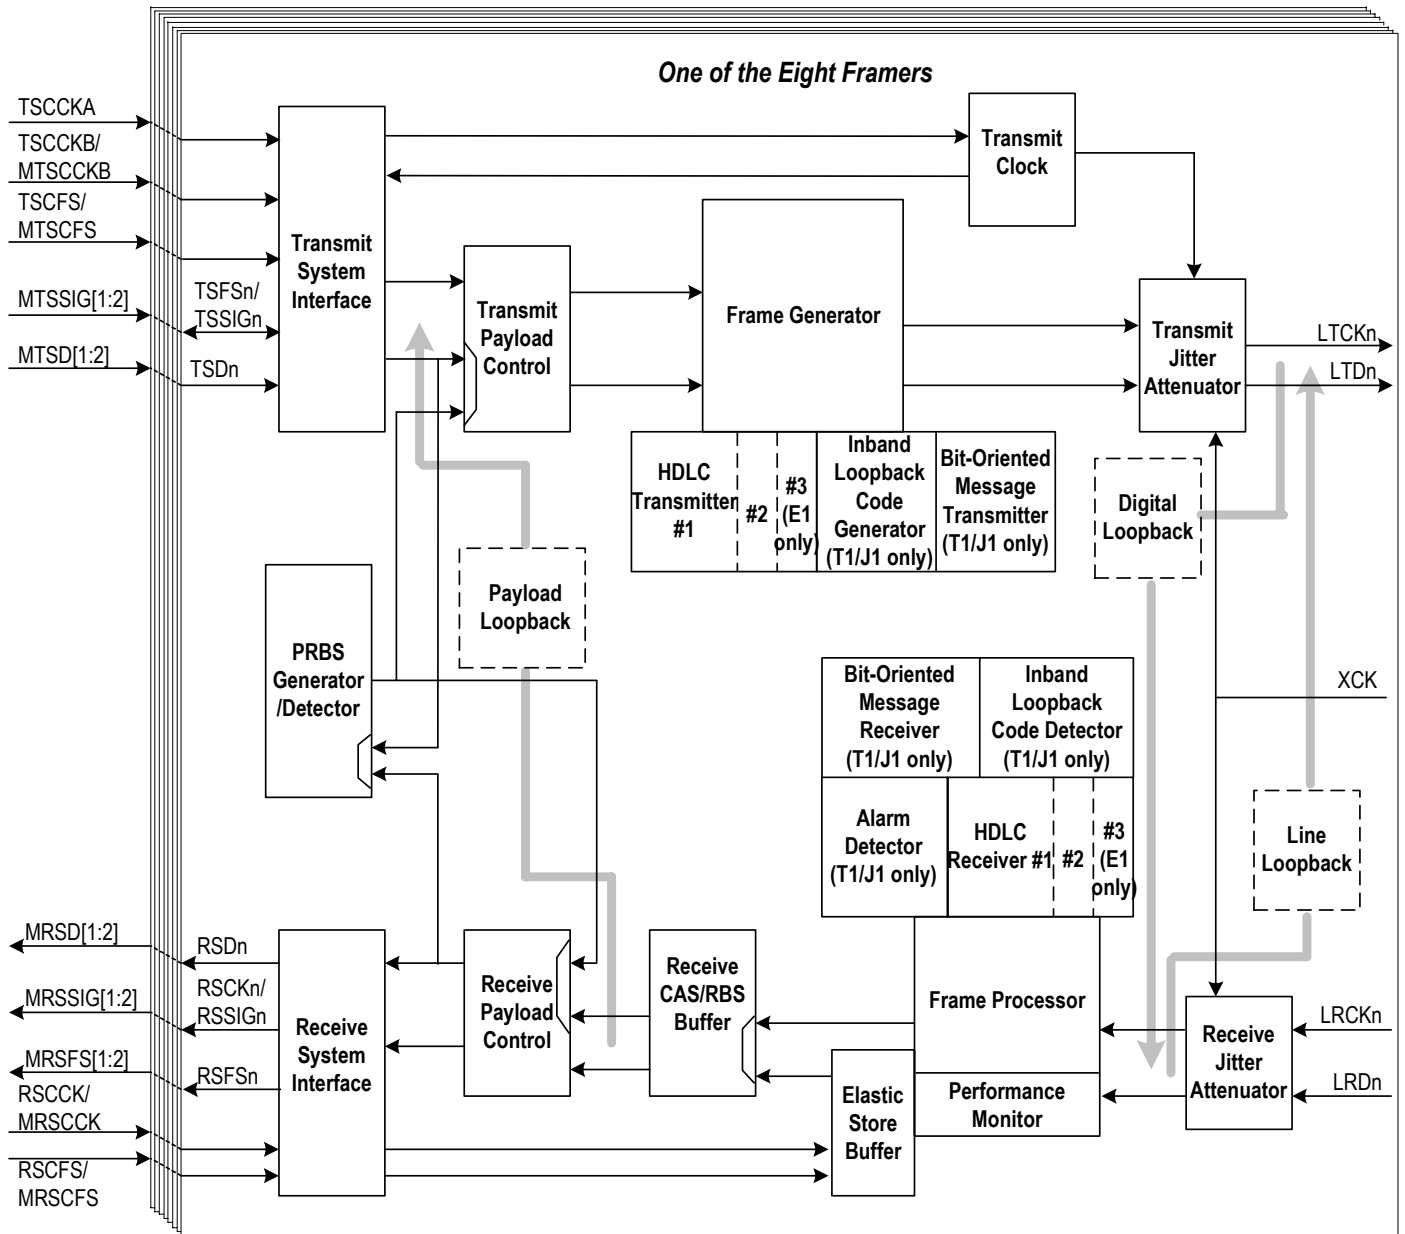 One of the Eight Framers
TSCCKA
TSCCKB/
MTSCCKB
TSCFS/
MTSCFS
MTSSIG[1:2]
MTSD[1:2]
TSFSn/
TSSIGn
TSDn
Transmit
System
Interface
Transmit
Payload
Control
Frame Generator
Transmit
Clock
Transmit
Jitter
Attenuator
LTCKn
LTDn
HDLC
Transmitter
#1
#2
#3
(E1
only)
Inband
Loopback
Code
Generator
(T1/J1 only)
Bit-Oriented
Message
Transmitter
(T1/J1 only)
Digital
Loopback
Payload
Loopback
PRBS
Generator
/Detector
Bit-Oriented
Message
Receiver
(T1/J1 only)
Inband
Loopback
Code Detector
(T1/J1 only)
XCK
Alarm
Detector
(T1/J1 only)
HDLC
Receiver #1
#2
#3
(E1
only)
Line
Loopback
MRSD[1:2]
MRSSIG[1:2]
MRSFS[1:2]
RSCCK/
MRSCCK
RSCFS/
MRSCFS
RSDn
RSCKn/
RSSIGn
RSFSn
Receive
System
Interface
Receive
Payload
Control
Receive
CAS/RBS
Buffer
Elastic
Store
Buffer
Frame Processor
Performance
Monitor
Receive
Jitter
Attenuator
LRCKn
LRDn